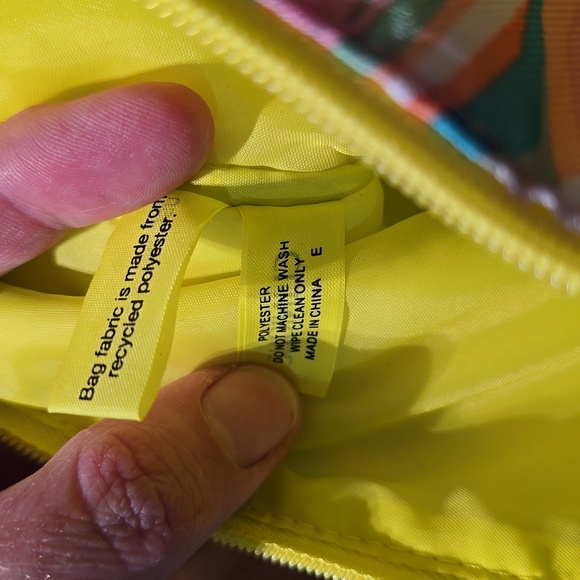 Bag fabric is made from
recycled polyester.
POLYESTER
DO NOT MACHINE WASH
WIPE CLEAN ONLY
MADE IN CHINA E